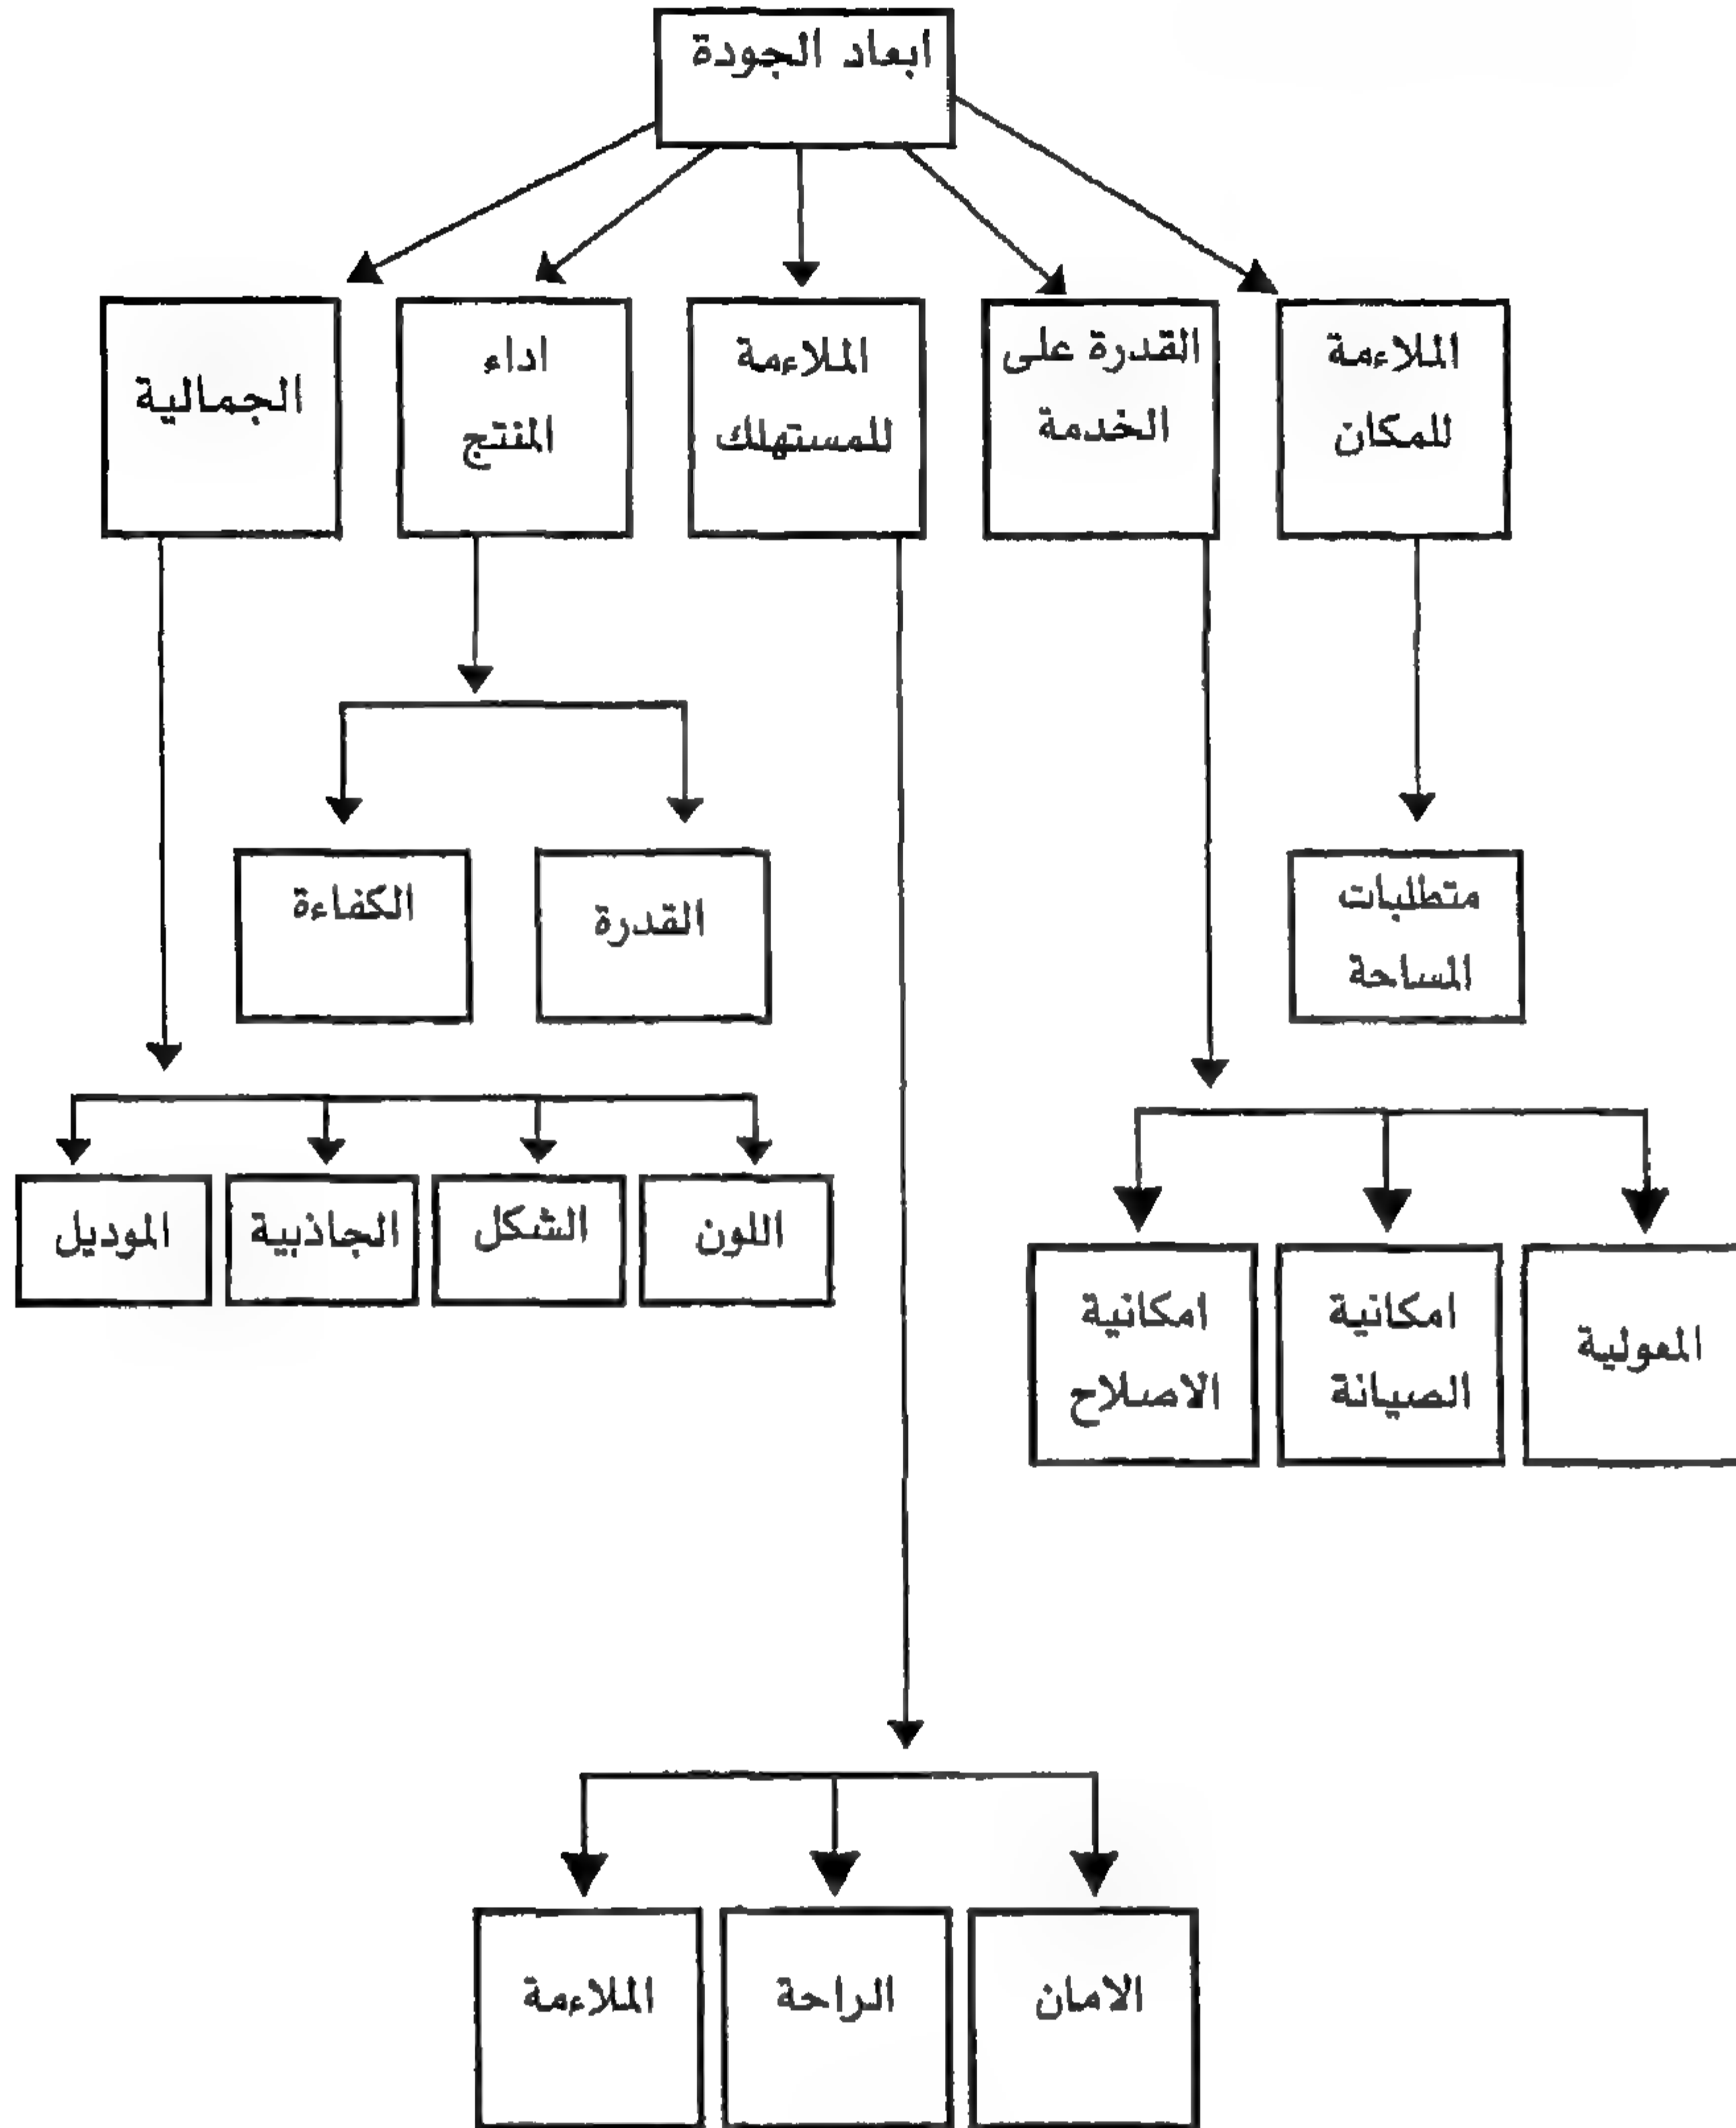 ابعاد الجودة
الملاءمة
للمكان
القدرة على
الخدمة
الملاءمة
للمستهلك
اداء
المنتج
الجمالية
متطلبات
المساحة
القدرة
الكفاءة
اللون
الشكل
الجاذبية
الموديل
المعولية
امكانية
الصيانة
امكانية
الاصلاح
الامان
الراحة
الملاءمة